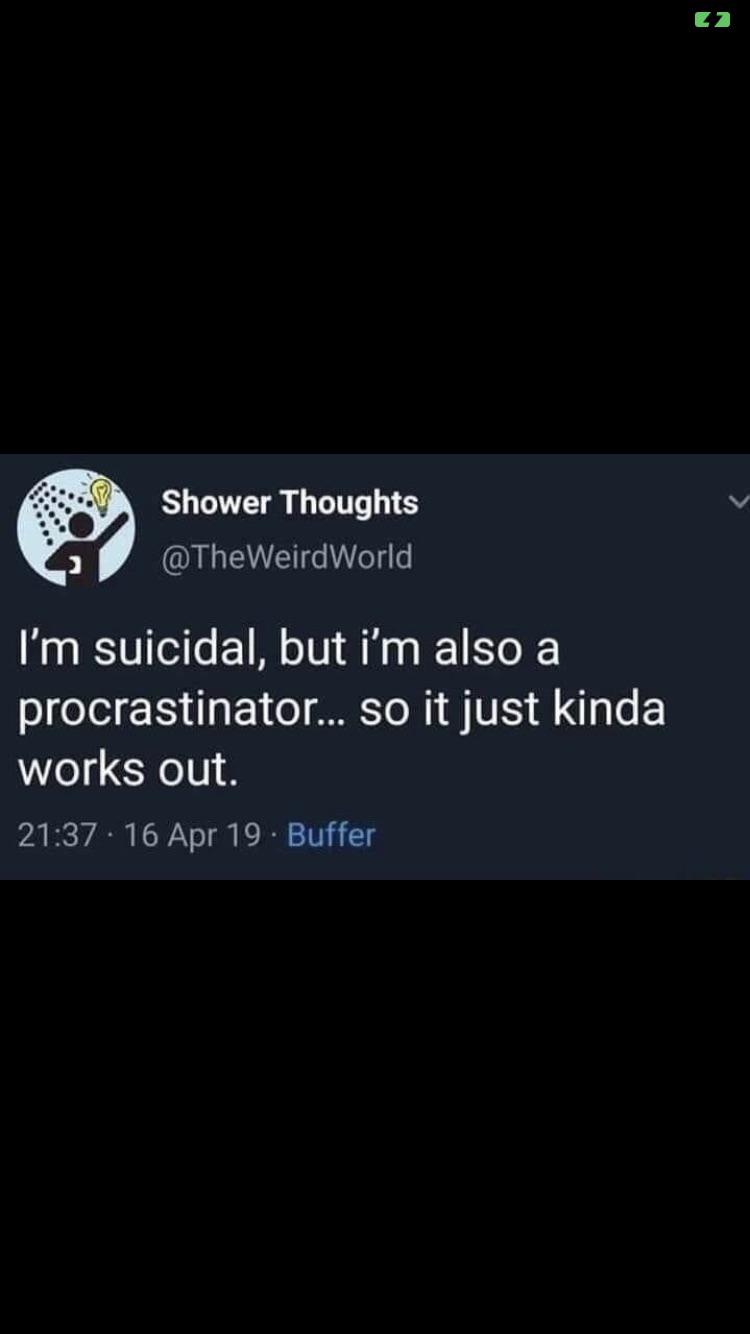 Shower Thoughts
@TheWeirdWorld
I'm suicidal, but i'm also a
procrastinator... so it just kinda
works out.
21:37 · 16 Apr 19 · Buffer